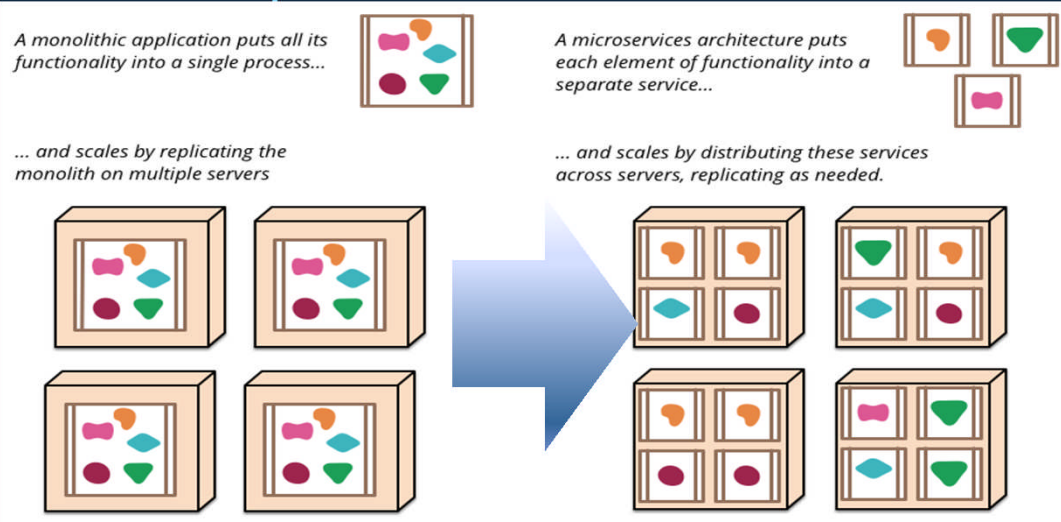 A monolithic application puts all its
functionality into a single process...
... and scales by replicating the
monolith on multiple servers
A microservices architecture puts
each element of functionality into a
separate service...
... and scales by distributing these services
across servers, replicating as needed.